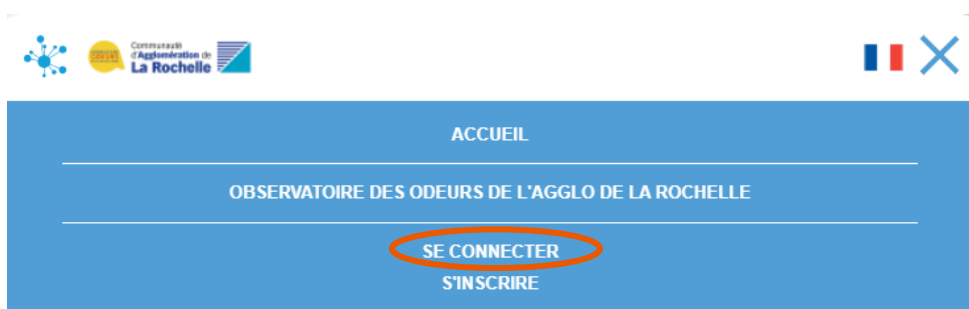 Communauté
d'Agglomération de
La Rochelle
ACCUEIL
OBSERVATOIRE DES ODEURS DE L'AGGLO DE LA ROCHELLE
SE CONNECTER
S'INSCRIRE